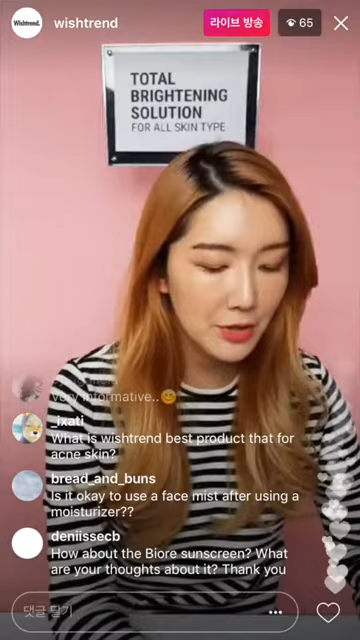 Wishtrend.
wishtrend
라이브 방송
65
TOTAL
BRIGHTENING
SOLUTION
FOR ALL SKIN TYPE
very informative..😊
_ixati
What is wishtrend best product that for
acne skin?
bread_and_buns
Is it okay to use a face mist after using a
moisturizer??
deniissecb
How about the Biore sunscreen? What
are your thoughts about it? Thank you
댓글 달기...